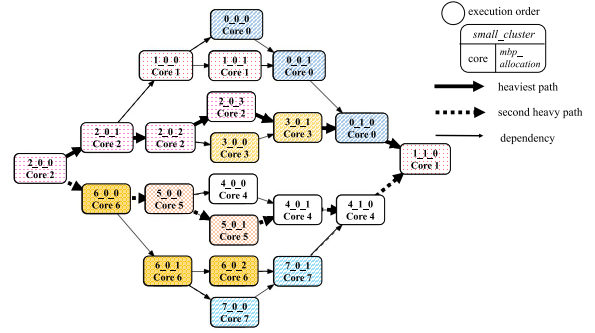 0_0_0
Core 0
1_0_0
Core 1
1_0_1
Core 1
0_0_1
Core 0
2_0_3
Core 2
2_0_1
Core 2
2_0_2
Core 2
3_0_0
Core 3
3_0_1
Core 3
0_1_0
Core 0
2_0_0
Core 2
1_1_0
Core 1
6_0_0
Core 6
5_0_0
Core 5
4_0_0
Core 4
5_0_1
Core 5
4_0_1
Core 4
4_1_0
Core 4
6_0_1
Core 6
6_0_2
Core 6
7_0_1
Core 7
7_0_0
Core 7
execution order
small_cluster
core
mbp_
allocation
heaviest path
second heavy path
dependency